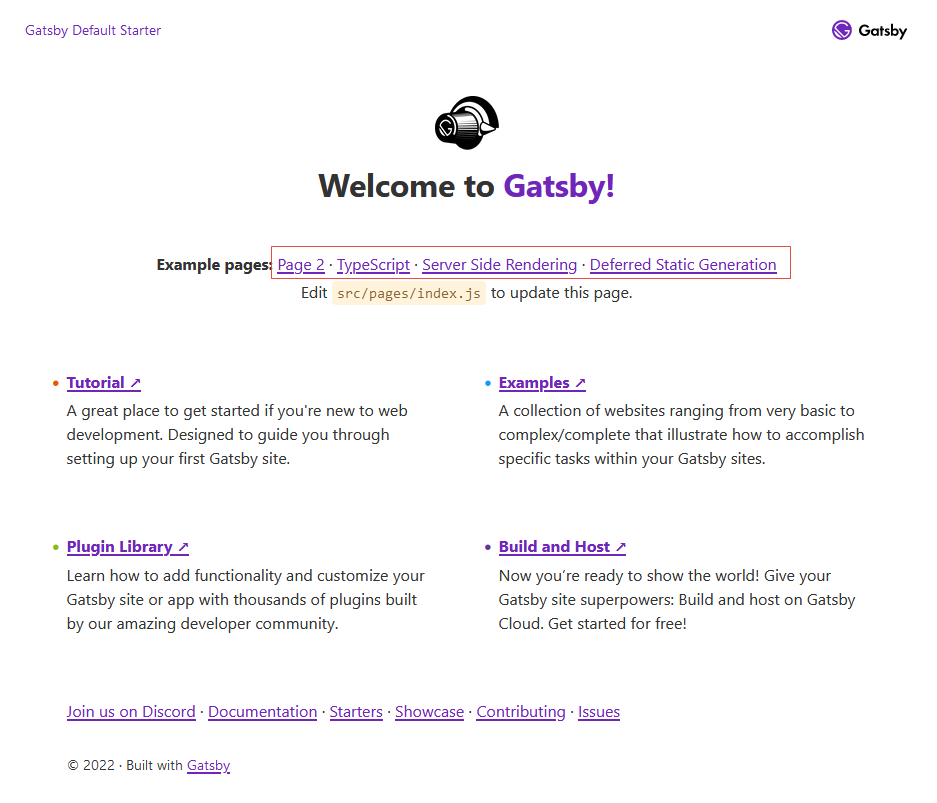 Gatsby Default Starter
Gatsby
Welcome to Gatsby!
Example pages: Page 2 · TypeScript · Server Side Rendering · Deferred Static Generation
Edit src/pages/index.js to update this page.
Tutorial ↗
A great place to get started if you're new to web
development. Designed to guide you through
setting up your first Gatsby site.
Examples ↗
A collection of websites ranging from very basic to
complex/complete that illustrate how to accomplish
specific tasks within your Gatsby sites.
Plugin Library ↗
Learn how to add functionality and customize your
Gatsby site or app with thousands of plugins built
by our amazing developer community.
Build and Host ↗
Now you’re ready to show the world! Give your
Gatsby site superpowers: Build and host on Gatsby
Cloud. Get started for free!
Join us on Discord · Documentation · Starters · Showcase · Contributing · Issues
© 2022 · Built with Gatsby